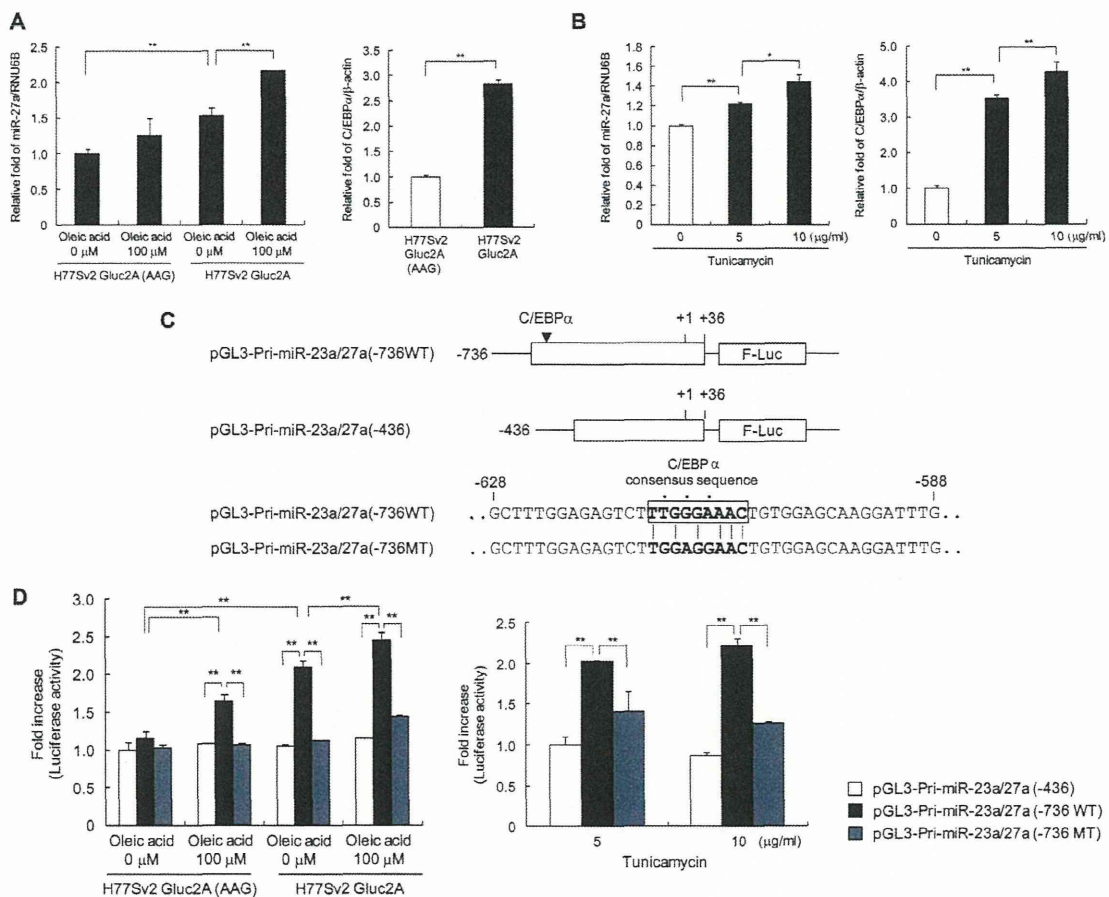 A
Relative fold of miR-27a/RNU6B
2.5
2.0
1.5
1.0
0.5
0
**
**
Oleic acid
0 μM
Oleic acid
100 μM
Oleic acid
0 μM
Oleic acid
100 μM
H77Sv2 Gluc2A (AAG)
H77Sv2 Gluc2A
Relative fold of C/EBPα/β-actin
3.5
3.0
2.5
2.0
1.5
1.0
0.5
0
**
H77Sv2
Gluc2A
(AAG)
H77Sv2
Gluc2A
B
Relative fold of miR-27a/RNU6B
1.8
1.6
1.4
1.2
1.0
0.8
0.6
0.4
0.2
0
**
*
0
5
10 (μg/ml)
Tunicamycin
Relative fold of C/EBPα/β-actin
5.0
4.0
3.0
2.0
1.0
0
**
**
0
5
10 (μg/ml)
Tunicamycin
C
C/EBPα
+1 +36
pGL3-Pri-miR-23a/27a(-736WT)
-736
F-Luc
+1 +36
pGL3-Pri-miR-23a/27a(-436)
-436
F-Luc
C/EBP α
consensus sequence
-628
-588
* * *
pGL3-Pri-miR-23a/27a(-736WT) ..GCTTTGGAGAGTCTTTGGGAAACTGTGGAGCAAGGATTTG..
pGL3-Pri-miR-23a/27a(-736MT) ..GCTTTGGAGAGTCTTGGAGGAACTGTGGAGCAAGGATTTG..
D
Fold increase
(Luciferase activity)
3.0
2.5
2.0
1.5
1.0
0.5
0
**
**
**
** **
** **
** **
Oleic acid
0 μM
Oleic acid
100 μM
Oleic acid
0 μM
Oleic acid
100 μM
H77Sv2 Gluc2A (AAG)
H77Sv2 Gluc2A
Fold increase
(Luciferase activity)
2.5
2.0
1.5
1.0
0.5
0
** **
** **
5
10 (μg/ml)
Tunicamycin
pGL3-Pri-miR-23a/27a (-436)
pGL3-Pri-miR-23a/27a (-736 WT)
pGL3-Pri-miR-23a/27a (-736 MT)